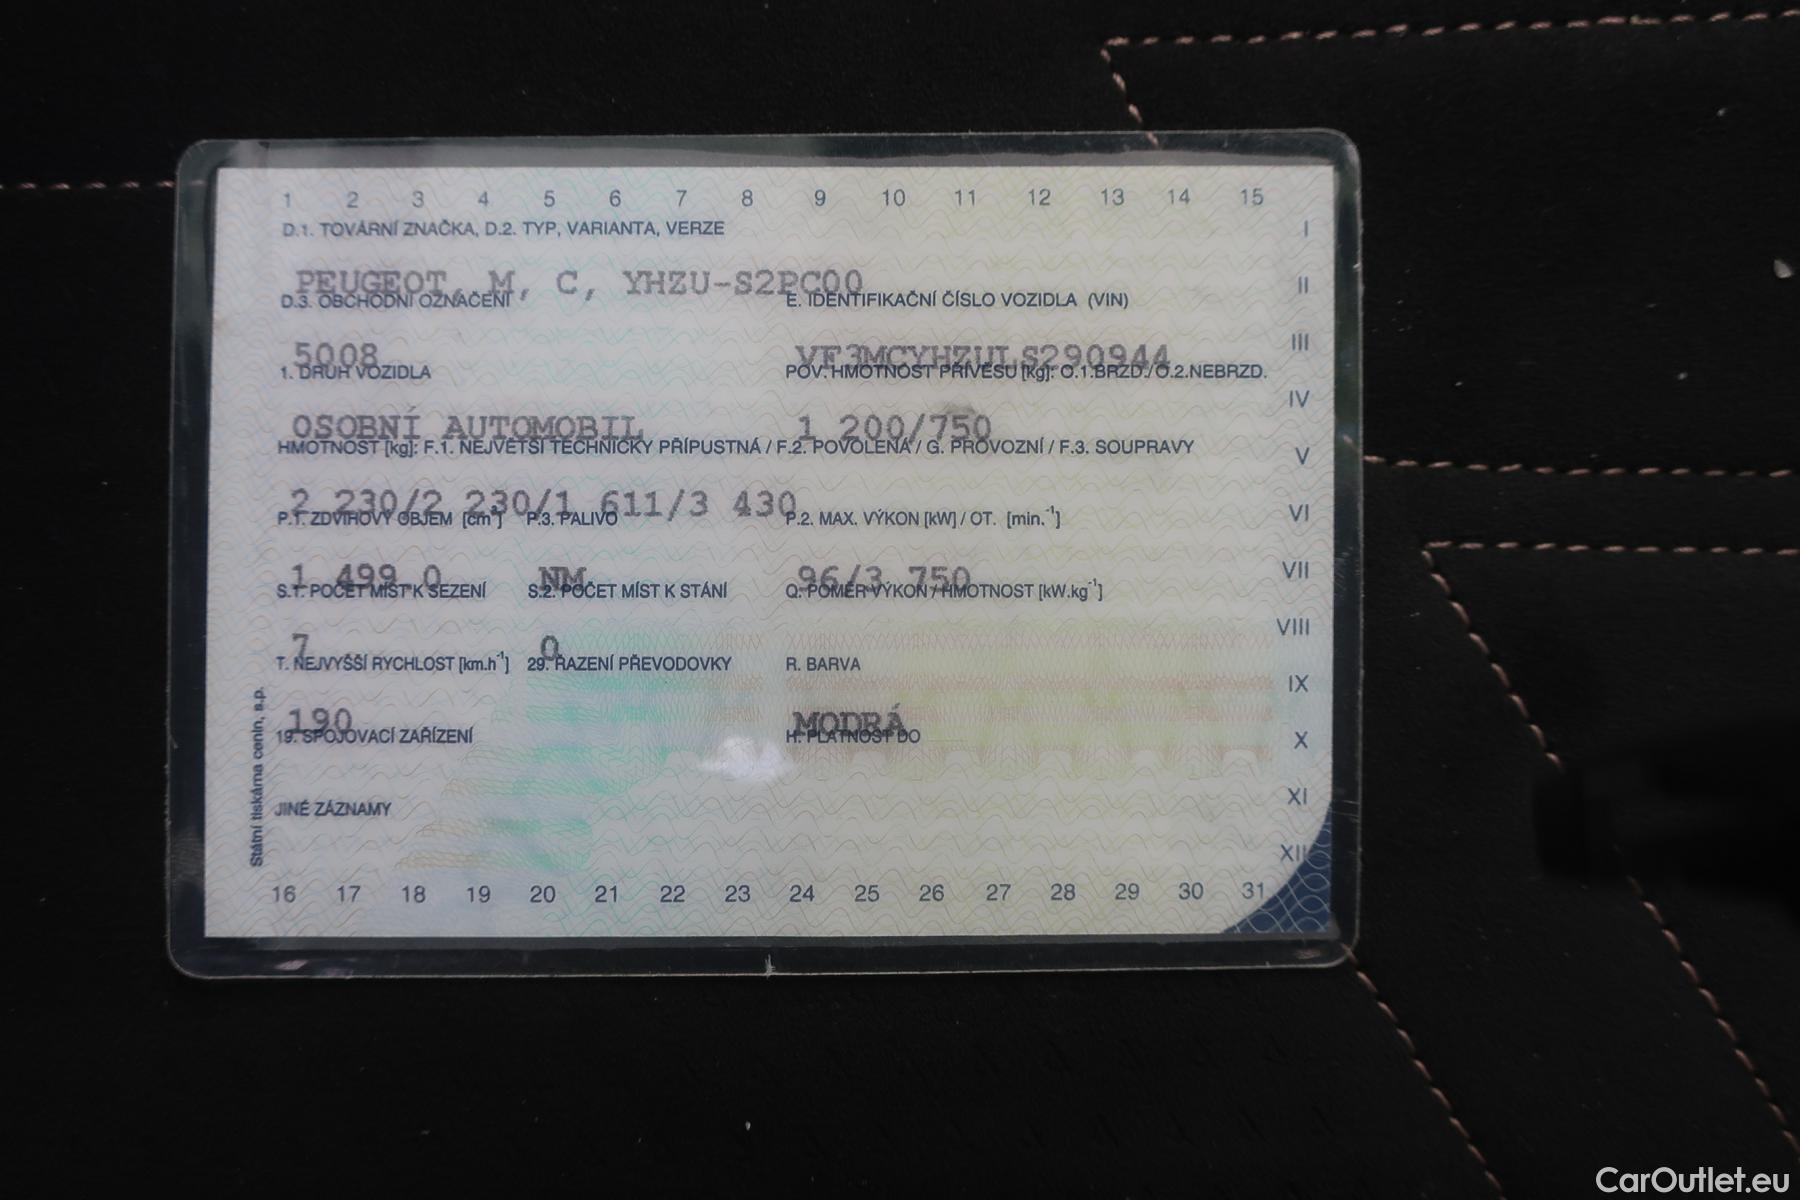 1 2 3 4 5 6 7 8 9 10 11 12 13 14 15
D.1. TOVÁRNÍ ZNAČKA, D.2. TYP, VARIANTA, VERZE I
PEUGEOT, M, C, YHZU-S2PC00 II
D.3. OBCHODNÍ OZNAČENÍ E. IDENTIFIKAČNÍ ČÍSLO VOZIDLA (VIN)
5008 VF3MCYHZULS290944 III
1. DRUH VOZIDLA POV. HMOTNOST PŘÍVĚSU [kg]: O.1.BRZD./O.2.NEBRZD.
OSOBNÍ AUTOMOBIL 1 200/750 IV
HMOTNOST [kg]: F.1. NEJVĚTŠÍ TECHNICKY PŘÍPUSTNÁ / F.2. POVOLENÁ / G. PROVOZNÍ / F.3. SOUPRAVY V
2 230/2 230/1 611/3 430
P.1. ZDVIHOVÝ OBJEM [cm³] P.3. PALIVO P.2. MAX. VÝKON [kW] / OT. [min.⁻¹] VI
1 499.0 NM 96/3 750 VII
S.1. POČET MÍST K SEZENÍ S.2. POČET MÍST K STÁNÍ Q. POMĚR VÝKON / HMOTNOST [kW.kg⁻¹]
7 0 VIII
T. NEJVYŠŠÍ RYCHLOST [km.h⁻¹] 29. ŘAZENÍ PŘEVODOVKY R. BARVA
IX
190 MODRÁ
19. SPOJOVACÍ ZAŘÍZENÍ H. PLATNOST DO X
JINÉ ZÁZNAMY XI
XII
16 17 18 19 20 21 22 23 24 25 26 27 28 29 30 31
Státní tiskárna cenin, s.p.
CarOutlet.eu